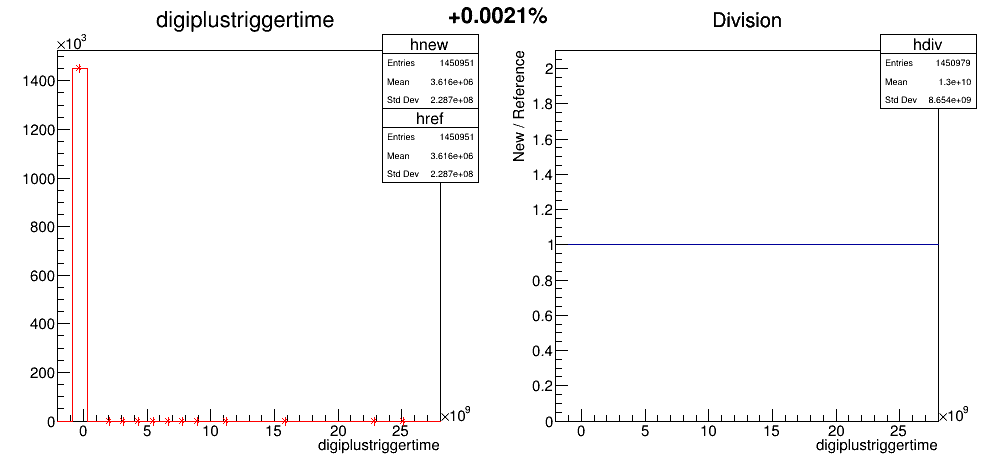 +0.0021%
digiplustriggertime
×10³
1400
1200
1000
800
600
400
200
0
0 5 10 15 20 25
×10⁹
digiplustriggertime
hnew
Entries 1450951
Mean 3.616e+06
Std Dev 2.287e+08
href
Entries 1450951
Mean 3.616e+06
Std Dev 2.287e+08
Division
New / Reference
2
1.8
1.6
1.4
1.2
1
0.8
0.6
0.4
0.2
0
0 5 10 15 20 25
×10⁹
digiplustriggertime
hdiv
Entries 1450979
Mean 1.3e+10
Std Dev 8.654e+09